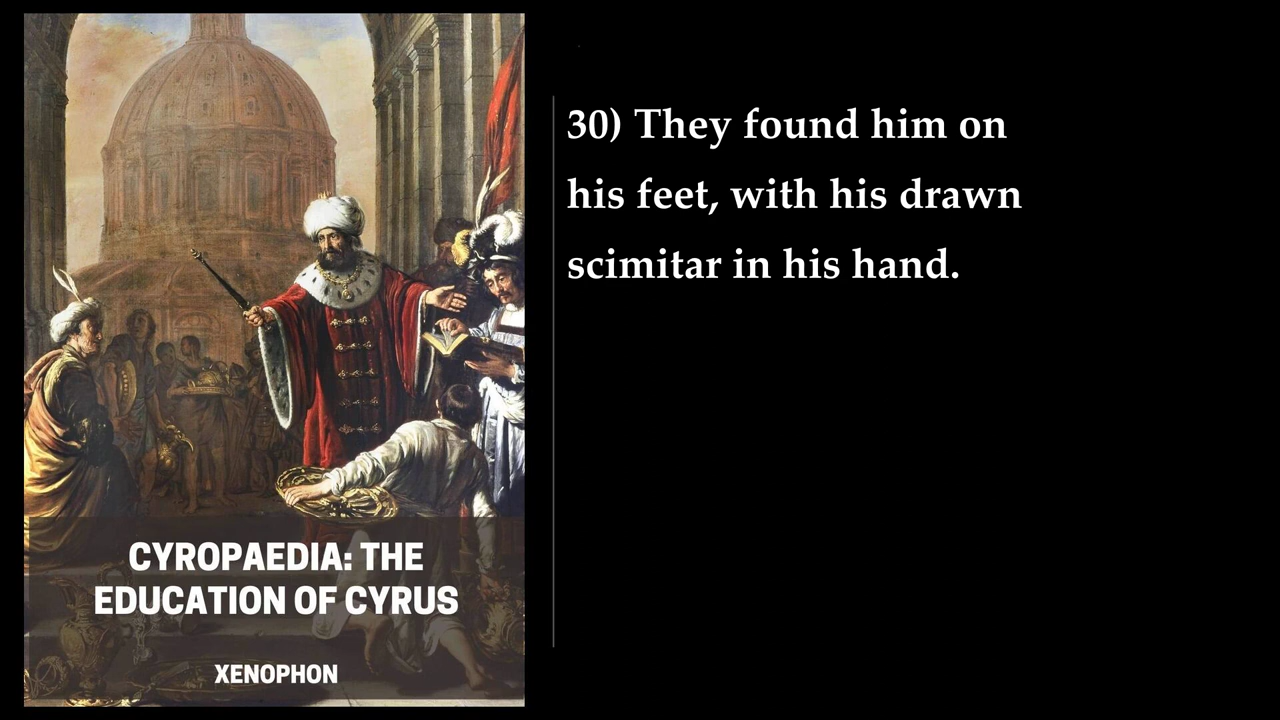 30) They found him on
his feet, with his drawn
scimitar in his hand.
CYROPAEDIA: THE
EDUCATION OF CYRUS
XENOPHON